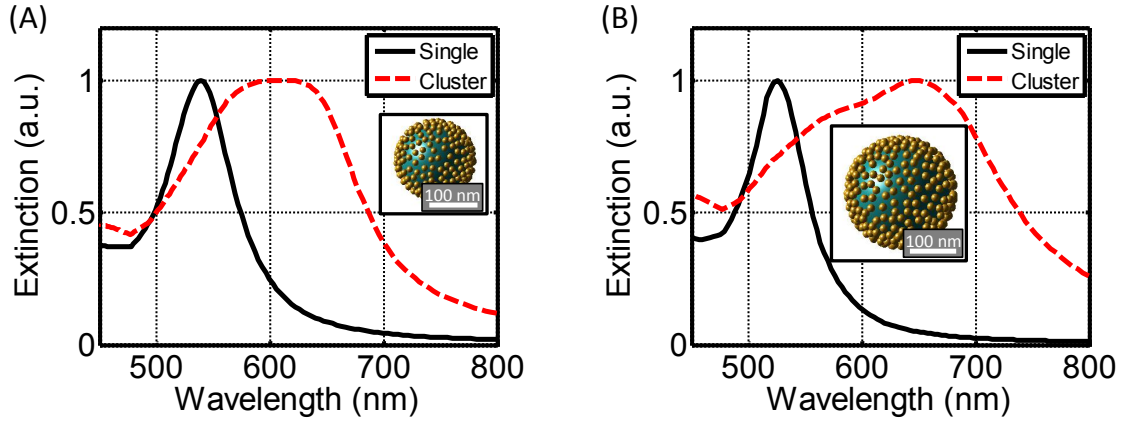 (A)
Extinction (a.u.)
1
0.5
0
500 600 700 800
Wavelength (nm)
Single
Cluster
100 nm
(B)
Extinction (a.u.)
1
0.5
0
500 600 700 800
Wavelength (nm)
Single
Cluster
100 nm